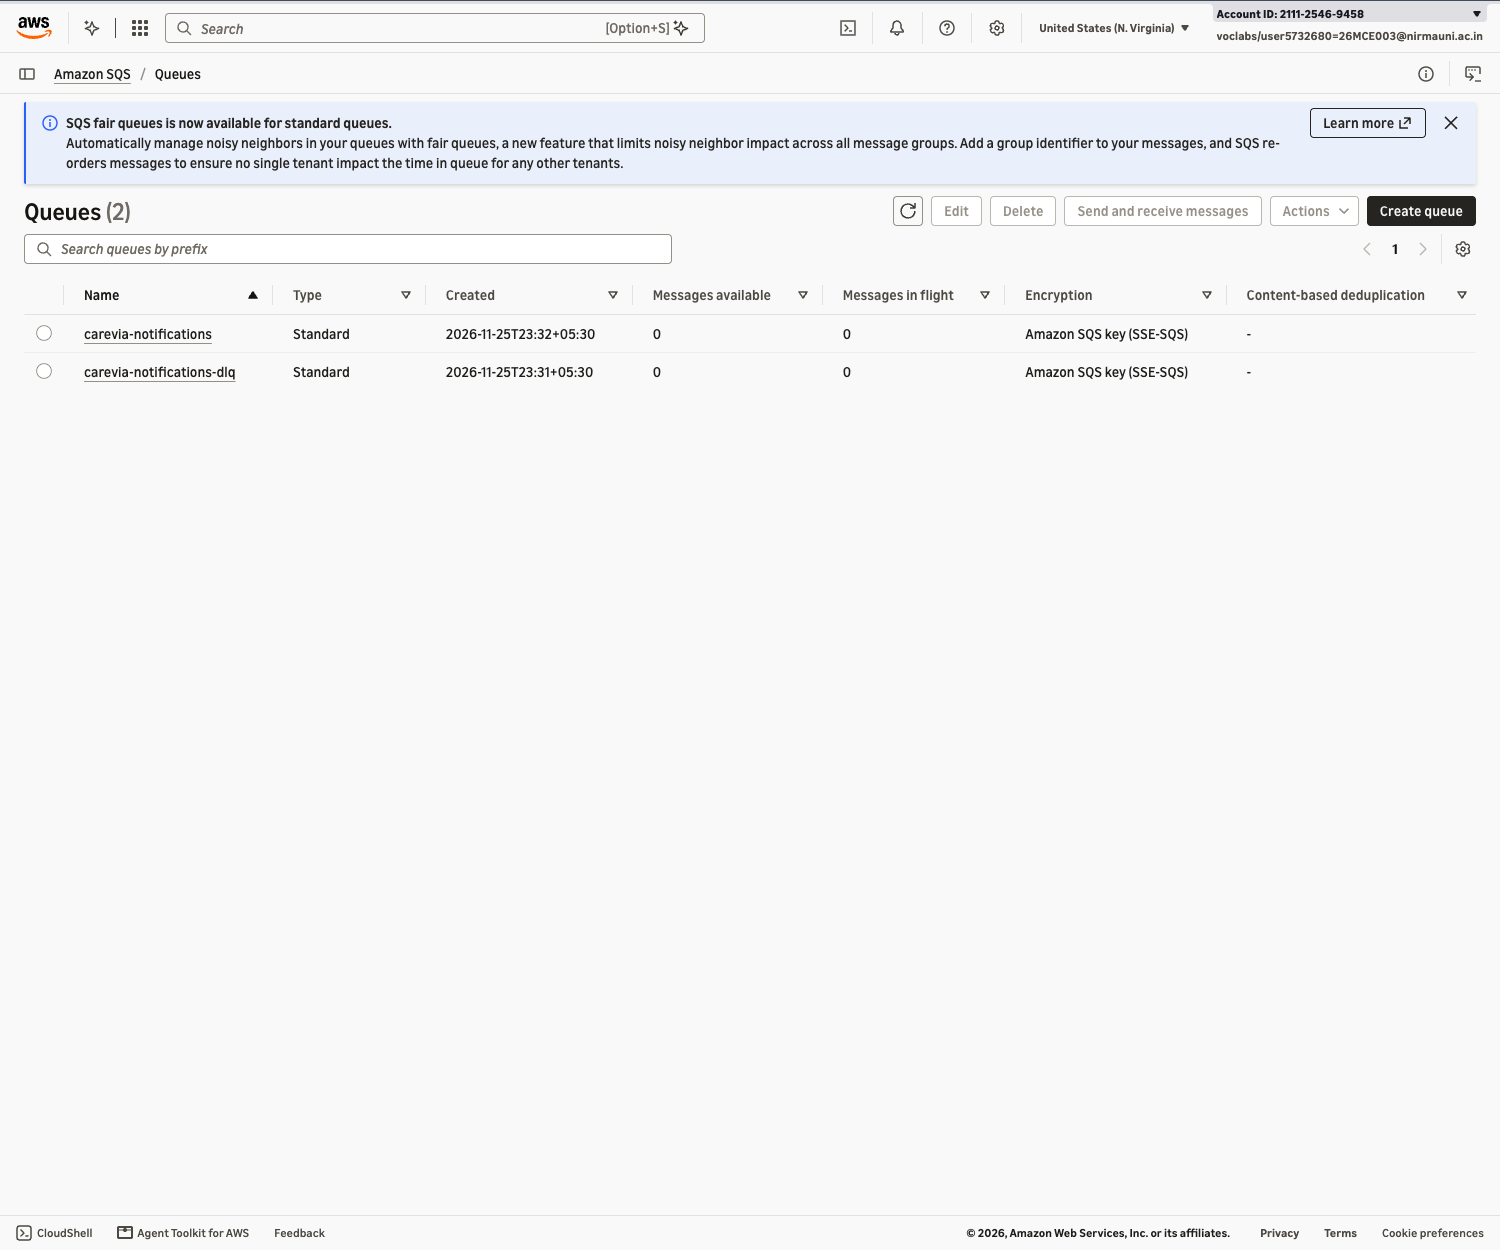 aws
Search
[Option+S]
United States (N. Virginia)
Account ID: 2111-2546-9458
voclabs/user5732680=26MCE003@nirmauni.ac.in
Amazon SQS / Queues
SQS fair queues is now available for standard queues.
Automatically manage noisy neighbors in your queues with fair queues, a new feature that limits noisy neighbor impact across all message groups. Add a group identifier to your messages, and SQS re-
orders messages to ensure no single tenant impact the time in queue for any other tenants.
Learn more
Queues (2)
Edit
Delete
Send and receive messages
Actions
Create queue
Search queues by prefix
1
Name Type Created Messages available Messages in flight Encryption Content-based deduplication
carevia-notifications Standard 2026-11-25T23:32+05:30 0 0 Amazon SQS key (SSE-SQS) -
carevia-notifications-dlq Standard 2026-11-25T23:31+05:30 0 0 Amazon SQS key (SSE-SQS) -
CloudShell Agent Toolkit for AWS Feedback © 2026, Amazon Web Services, Inc. or its affiliates. Privacy Terms Cookie preferences